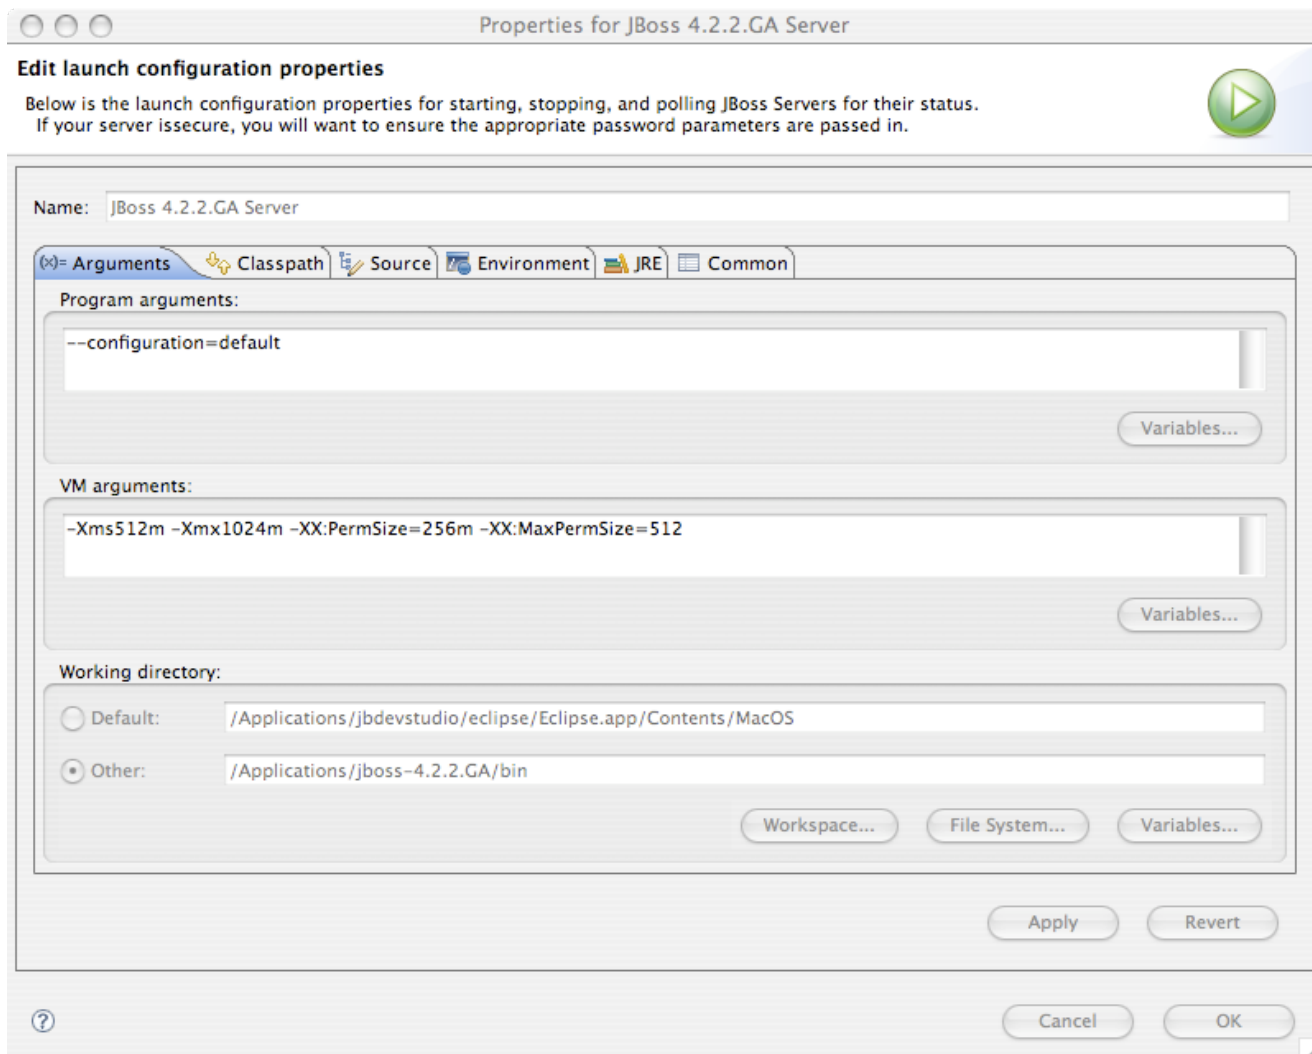 Properties for JBoss 4.2.2.GA Server
Edit launch configuration properties
Below is the launch configuration properties for starting, stopping, and polling JBoss Servers for their status.
If your server issecure, you will want to ensure the appropriate password parameters are passed in.
Name: JBoss 4.2.2.GA Server
(x)= Arguments Classpath Source Environment JRE Common
Program arguments:
--configuration=default
Variables...
VM arguments:
-Xms512m -Xmx1024m -XX:PermSize=256m -XX:MaxPermSize=512
Variables...
Working directory:
Default: /Applications/jbdevstudio/eclipse/Eclipse.app/Contents/MacOS
Other: /Applications/jboss-4.2.2.GA/bin
Workspace... File System... Variables...
Apply Revert
? Cancel OK